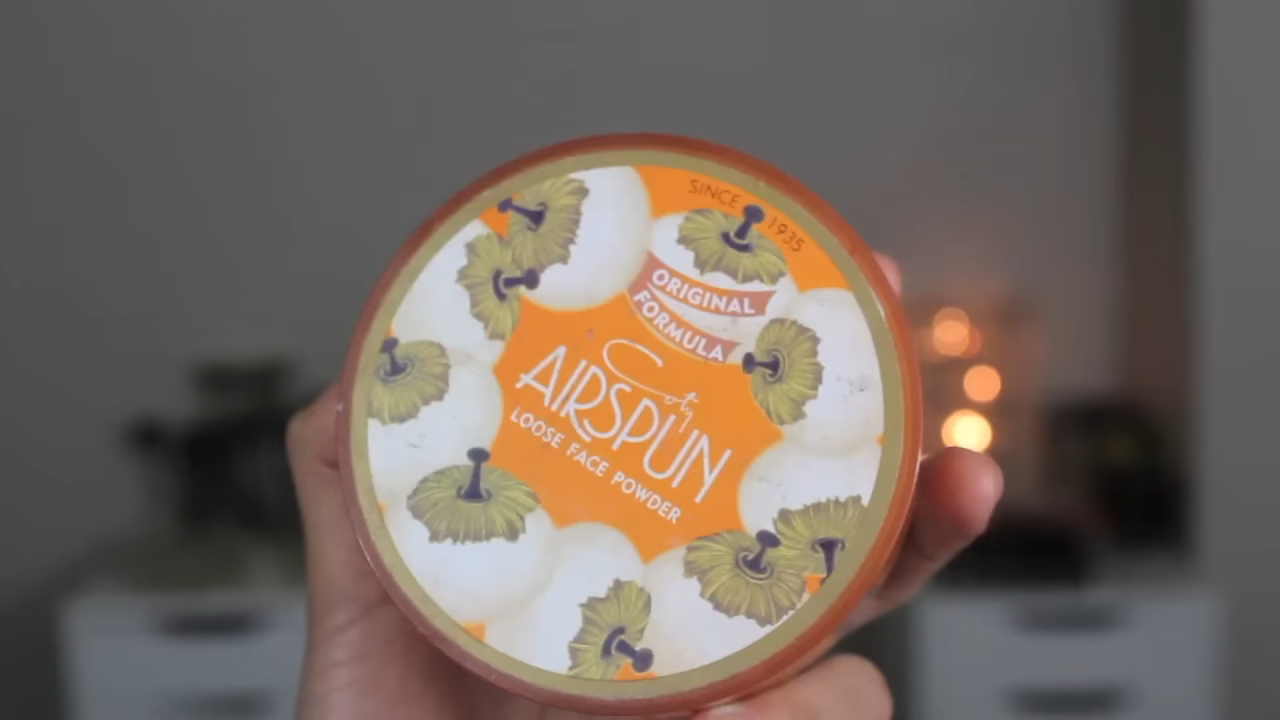 SINCE 1935
ORIGINAL
FORMULA
Coty
AIRSPUN
LOOSE FACE POWDER